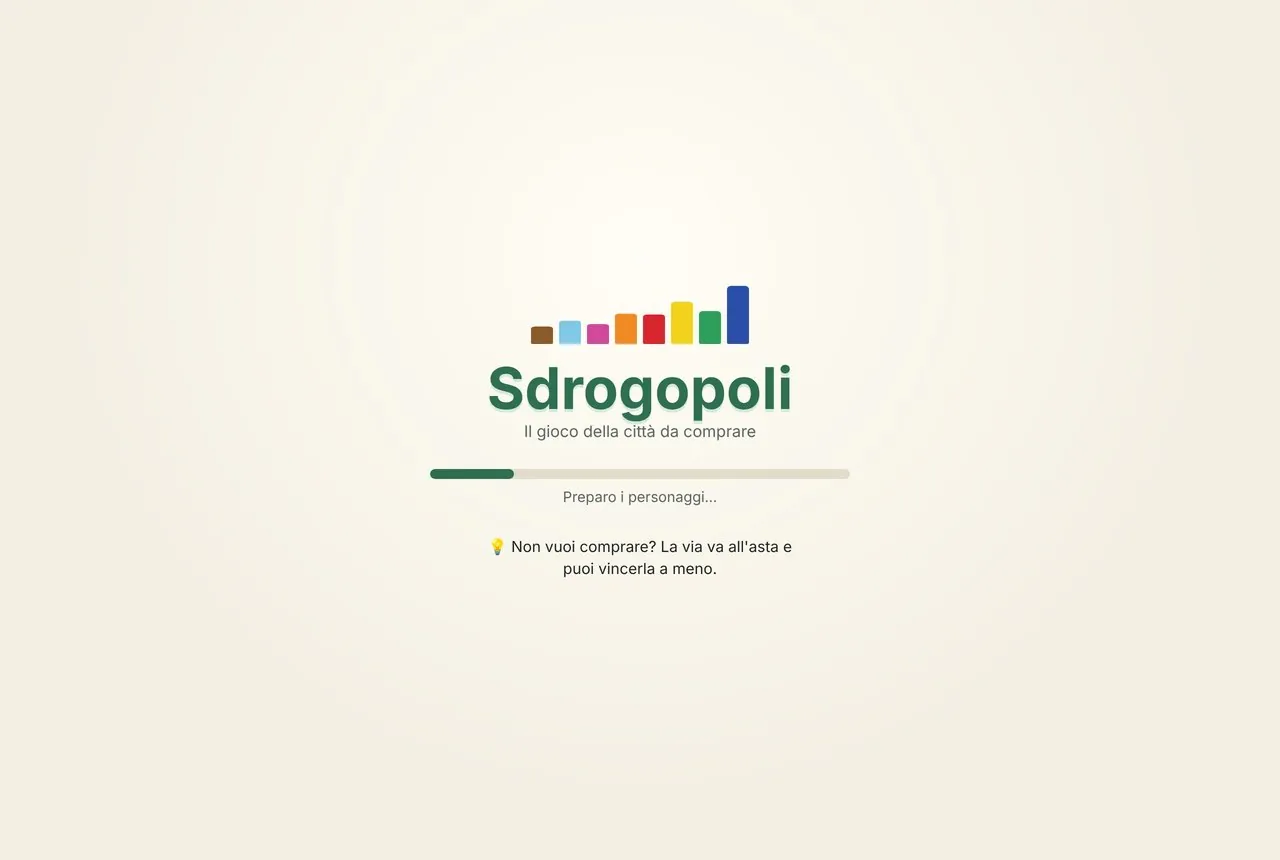 Sdrogopoli
Il gioco della città da comprare
Preparo i personaggi...
💡 Non vuoi comprare? La via va all'asta e
puoi vincerla a meno.